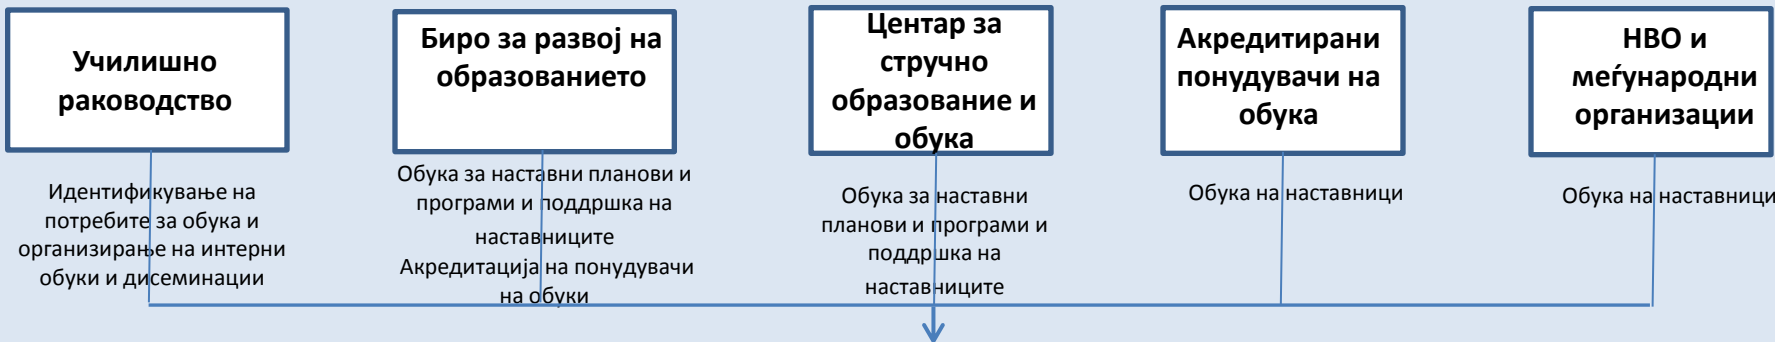 Училишно
раководство
Идентификување на
потребите за обука и
организирање на интерни
обуки и дисеминации
Биро за развој на
образованието
Обука за наставни планови и
програми и поддршка на
наставниците
Акредитација на понудувачи
на обуки
Центар за
стручно
образование и
обука
Обука за наставни
планови и програми и
поддршка на
наставниците
Акредитирани
понудувачи на
обука
Обука на наставници
НВО и
меѓународни
организации
Обука на наставници